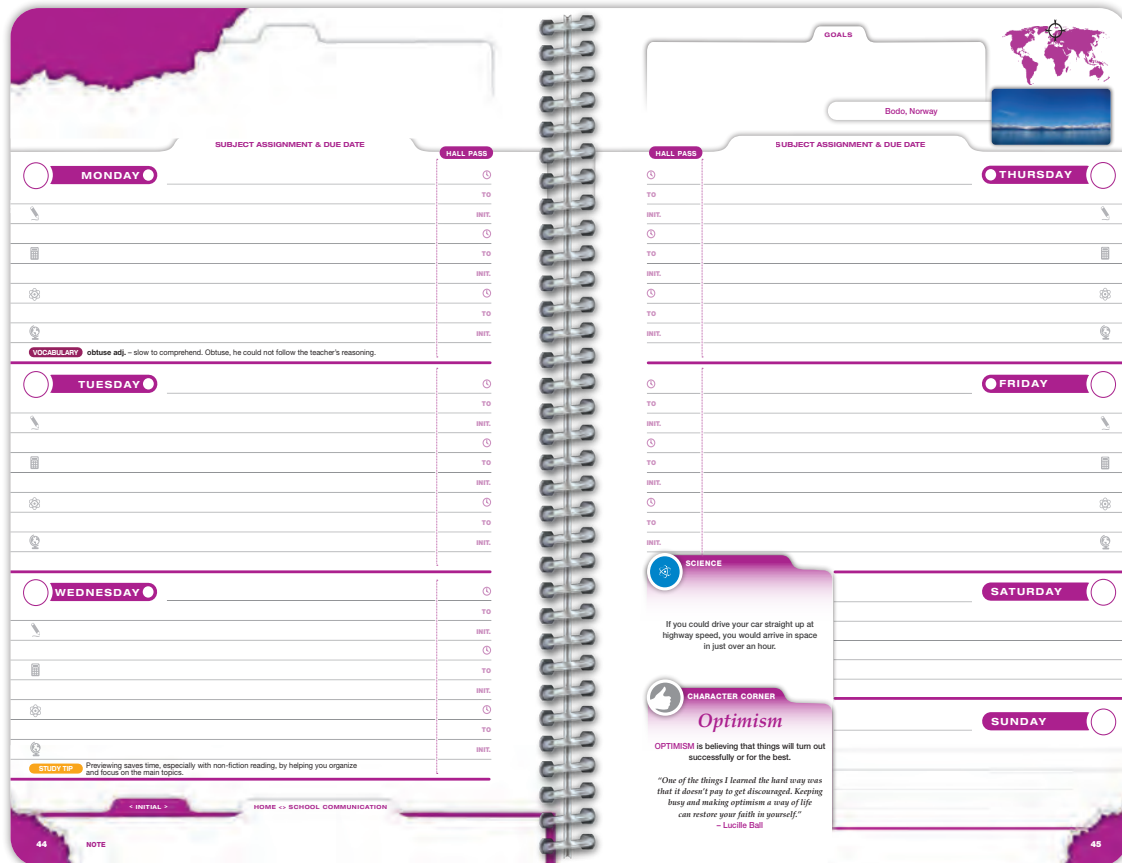 SUBJECT ASSIGNMENT & DUE DATE
HALL PASS
MONDAY
TO
INIT.
TO
INIT.
TO
INIT.
VOCABULARY obtuse adj. – slow to comprehend. Obtuse, he could not follow the teacher's reasoning.
TUESDAY
TO
INIT.
TO
INIT.
TO
INIT.
WEDNESDAY
TO
INIT.
TO
INIT.
TO
INIT.
STUDY TIP Previewing saves time, especially with non-fiction reading, by helping you organize
and focus on the main topics.
< INITIAL >
HOME <> SCHOOL COMMUNICATION
44
NOTE
GOALS
Bodo, Norway
SUBJECT ASSIGNMENT & DUE DATE
HALL PASS
THURSDAY
TO
INIT.
TO
INIT.
TO
INIT.
FRIDAY
TO
INIT.
TO
INIT.
TO
INIT.
SCIENCE
If you could drive your car straight up at
highway speed, you would arrive in space
in just over an hour.
SATURDAY
CHARACTER CORNER
Optimism
OPTIMISM is believing that things will turn out
successfully or for the best.
"One of the things I learned the hard way was
that it doesn't pay to get discouraged. Keeping
busy and making optimism a way of life
can restore your faith in yourself."
– Lucille Ball
SUNDAY
45